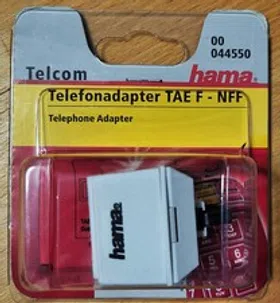 00
044550
Telcom
hama
Telefonadapter TAE F - NFF
Telephone Adapter
hama